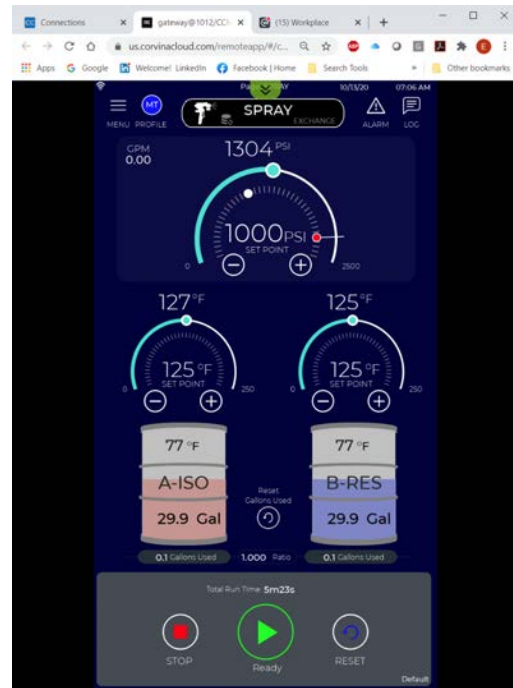 Connections
gateway@1012/CC
(15) Workplace
us.corvinacloud.com/remoteapp/#/c...
Apps
Google
Welcome! LinkedIn
Facebook | Home
Search Tools
Other bookmarks
10/13/20
07:06 AM
MT
MENU
PROFILE
SPRAY
EXCHANGE
ALARM
LOG
GPM
0.00
1304 PSI
1000 PSI
SET POINT
0
2500
127°F
125°F
125 °F
SET POINT
0
250
125 °F
SET POINT
0
250
77 °F
A-ISO
29.9 Gal
Reset
Gallons Used
77 °F
B-RES
29.9 Gal
0.1 Gallons Used
1.000 Ratio
0.1 Gallons Used
Total Run Time 5m23s
STOP
Ready
RESET
Default